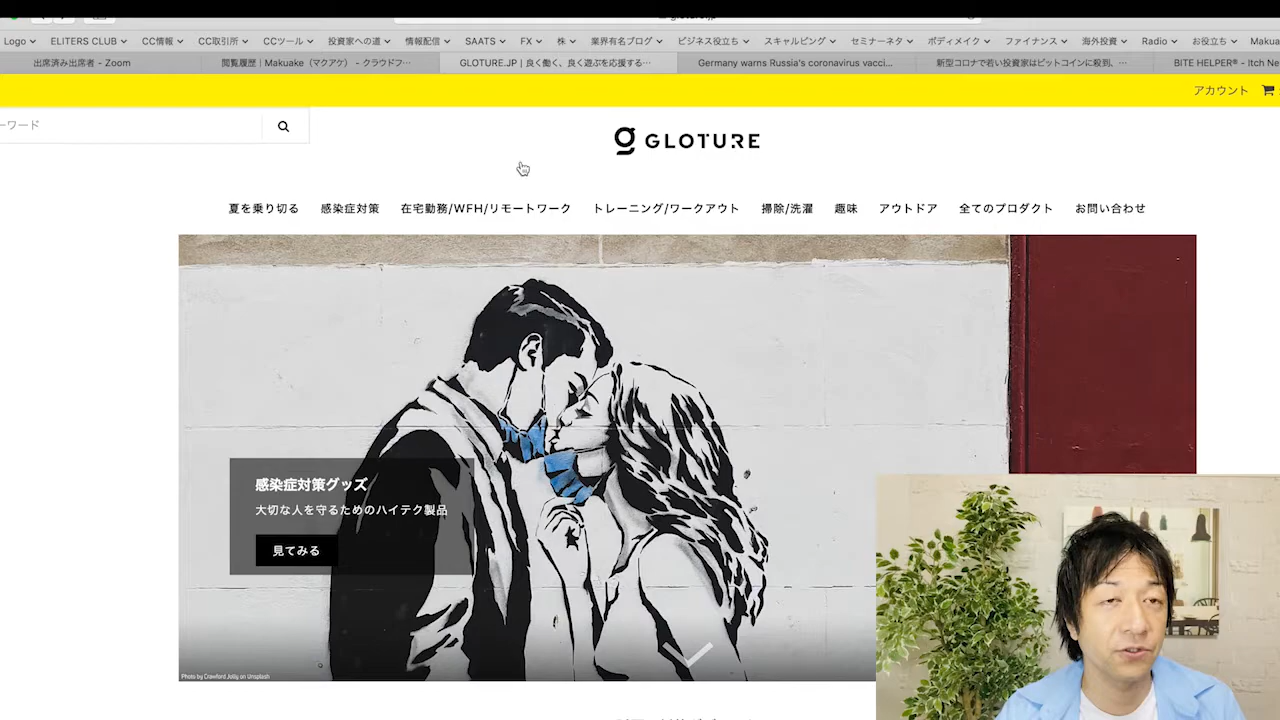 Logo
ELITERS CLUB
CC情報
CC取引所
CCツール
投資家への道
情報配信
SAATS
FX
株
業界有名ブログ
ビジネス役立ち
スキャルピング
セミナーネタ
ボディメイク
ファイナンス
海外投資
Radio
お役立ち
Makua
出席済み出席者 - Zoom
閲覧履歴｜Makuake（マクアケ）- クラウドフ…
GLOTURE.JP | 良く働く、良く遊ぶを応援する…
Germany warns Russia's coronavirus vacci...
新型コロナで若い投資家はビットコインに殺到、…
BITE HELPER® - Itch Ne
アカウント
ーワード
GLOTURE
夏を乗り切る
感染症対策
在宅勤務/WFH/リモートワーク
トレーニング/ワークアウト
掃除/洗濯
趣味
アウトドア
全てのプロダクト
お問い合わせ
感染症対策グッズ
大切な人を守るためのハイテク製品
見てみる
Photo by Crawford Jolly on Unsplash